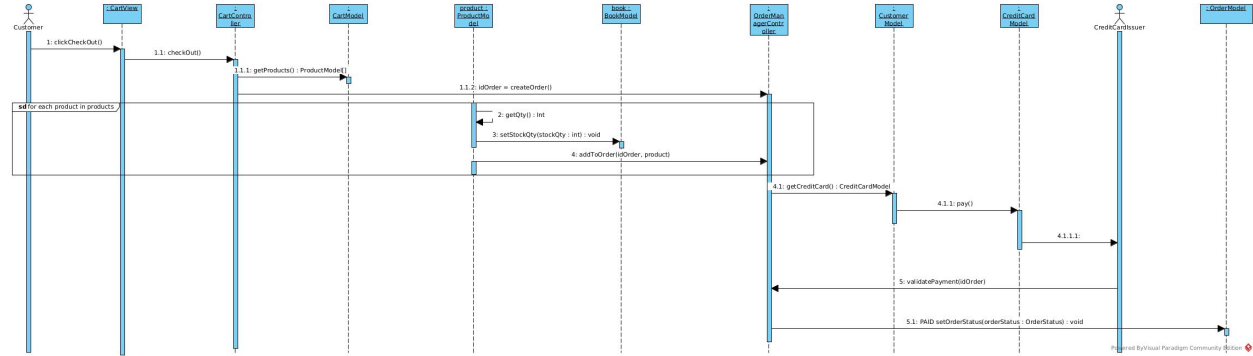 : CartView
:
CartContro
ller
:
CartModel
product :
ProductMo
del
book :
BookModel
:
OrderMan
agerContr
oller
:
Customer
Model
:
CreditCard
Model
: OrderModel
Customer
CreditCardIssuer
1: clickCheckOut()
1.1: checkOut()
1.1.1: getProducts() : ProductModel[]
1.1.2: idOrder = createOrder()
sd for each product in products
2: getQty() : Int
3: setStockQty(stockQty : int) : void
4: addToOrder(idOrder, product)
4.1: getCreditCard() : CreditCardModel
4.1.1: pay()
4.1.1.1:
5: validatePayment(idOrder)
5.1: PAID setOrderStatus(orderStatus : OrderStatus) : void
Powered ByVisual Paradigm Community Edition